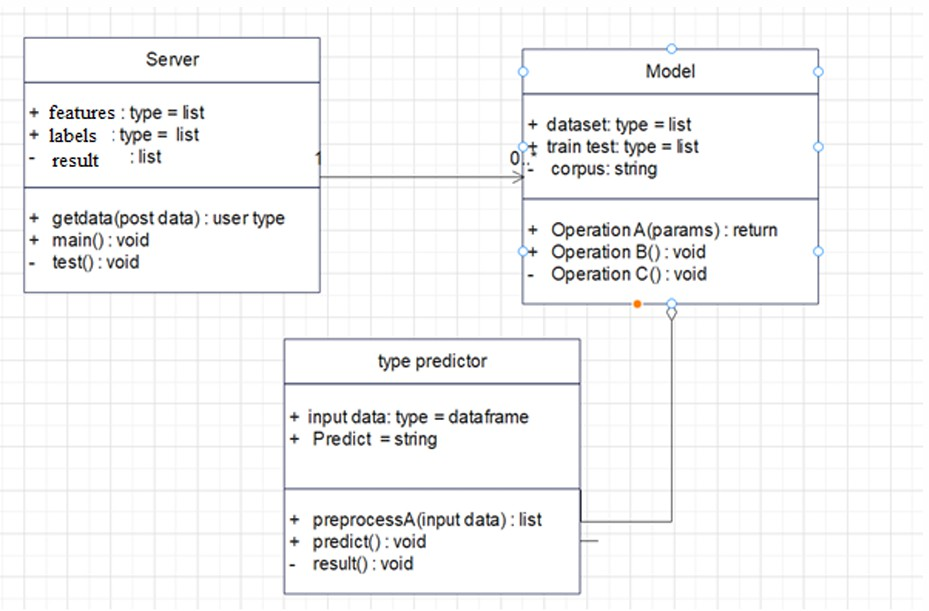 Server
+ features : type = list
+ labels : type = list
- result : list
+ getdata(post data) : user type
+ main() : void
- test() : void
1
0..
Model
+ dataset: type = list
+ train test: type = list
- corpus: string
+ Operation A(params) : return
+ Operation B() : void
- Operation C() : void
type predictor
+ input data: type = dataframe
+ Predict = string
+ preprocessA(input data) : list
+ predict() : void
- result() : void